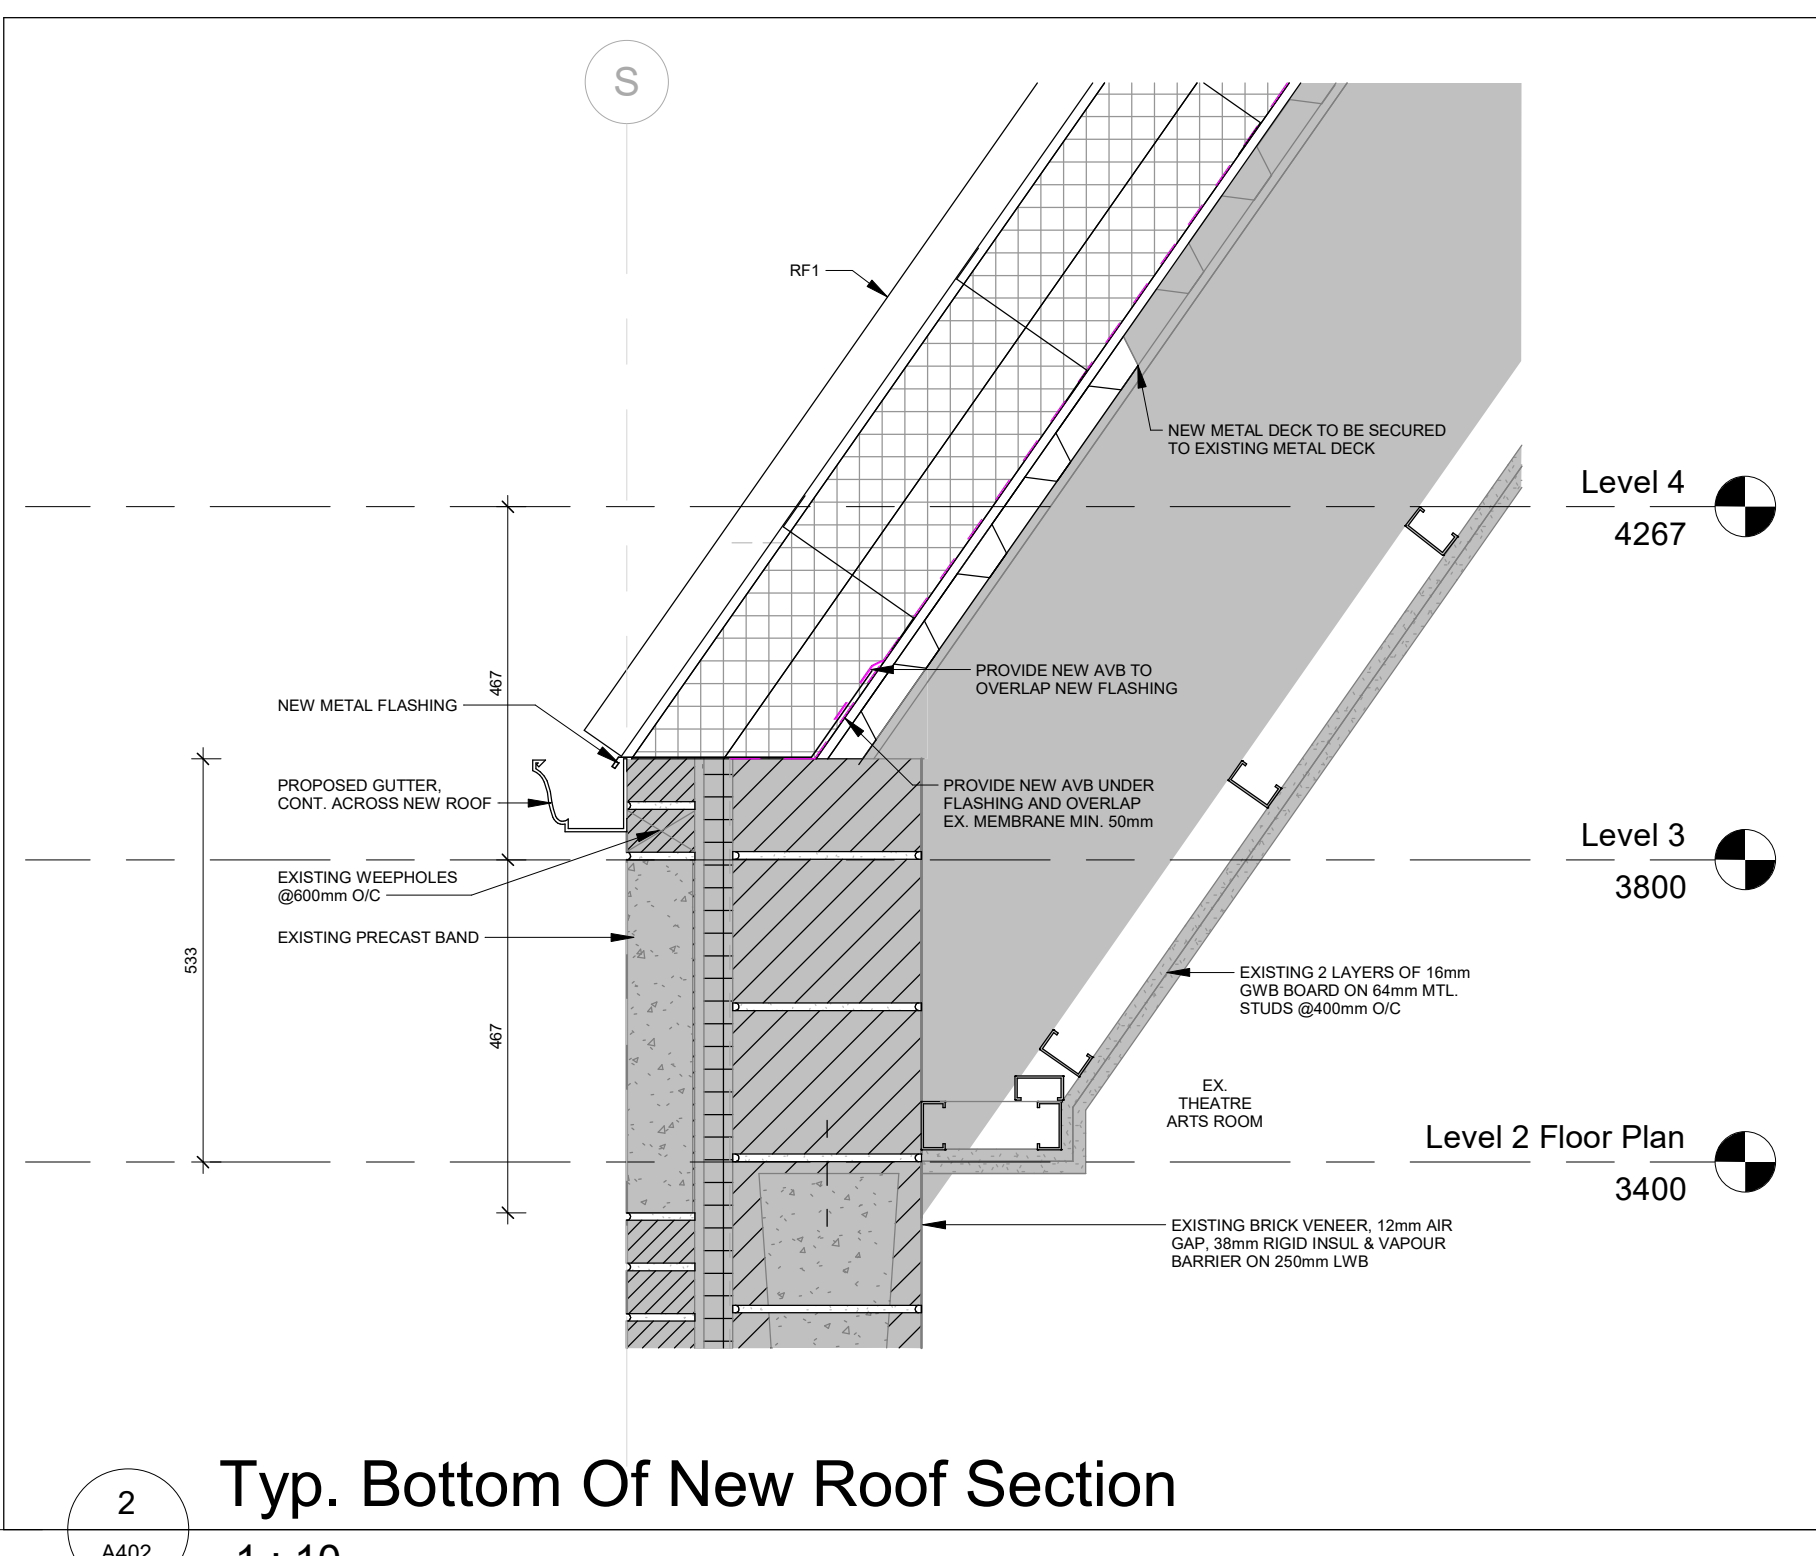 S
RF1
NEW METAL DECK TO BE SECURED
TO EXISTING METAL DECK
Level 4
4267
467
PROVIDE NEW AVB TO
OVERLAP NEW FLASHING
NEW METAL FLASHING
PROPOSED GUTTER,
CONT. ACROSS NEW ROOF
PROVIDE NEW AVB UNDER
FLASHING AND OVERLAP
EX. MEMBRANE MIN. 50mm
Level 3
3800
EXISTING WEEPHOLES
@600mm O/C
EXISTING PRECAST BAND
533
467
EXISTING 2 LAYERS OF 16mm
GWB BOARD ON 64mm MTL.
STUDS @400mm O/C
EX.
THEATRE
ARTS ROOM
Level 2 Floor Plan
3400
EXISTING BRICK VENEER, 12mm AIR
GAP, 38mm RIGID INSUL & VAPOUR
BARRIER ON 250mm LWB
2
Typ. Bottom Of New Roof Section
A402
1 : 10